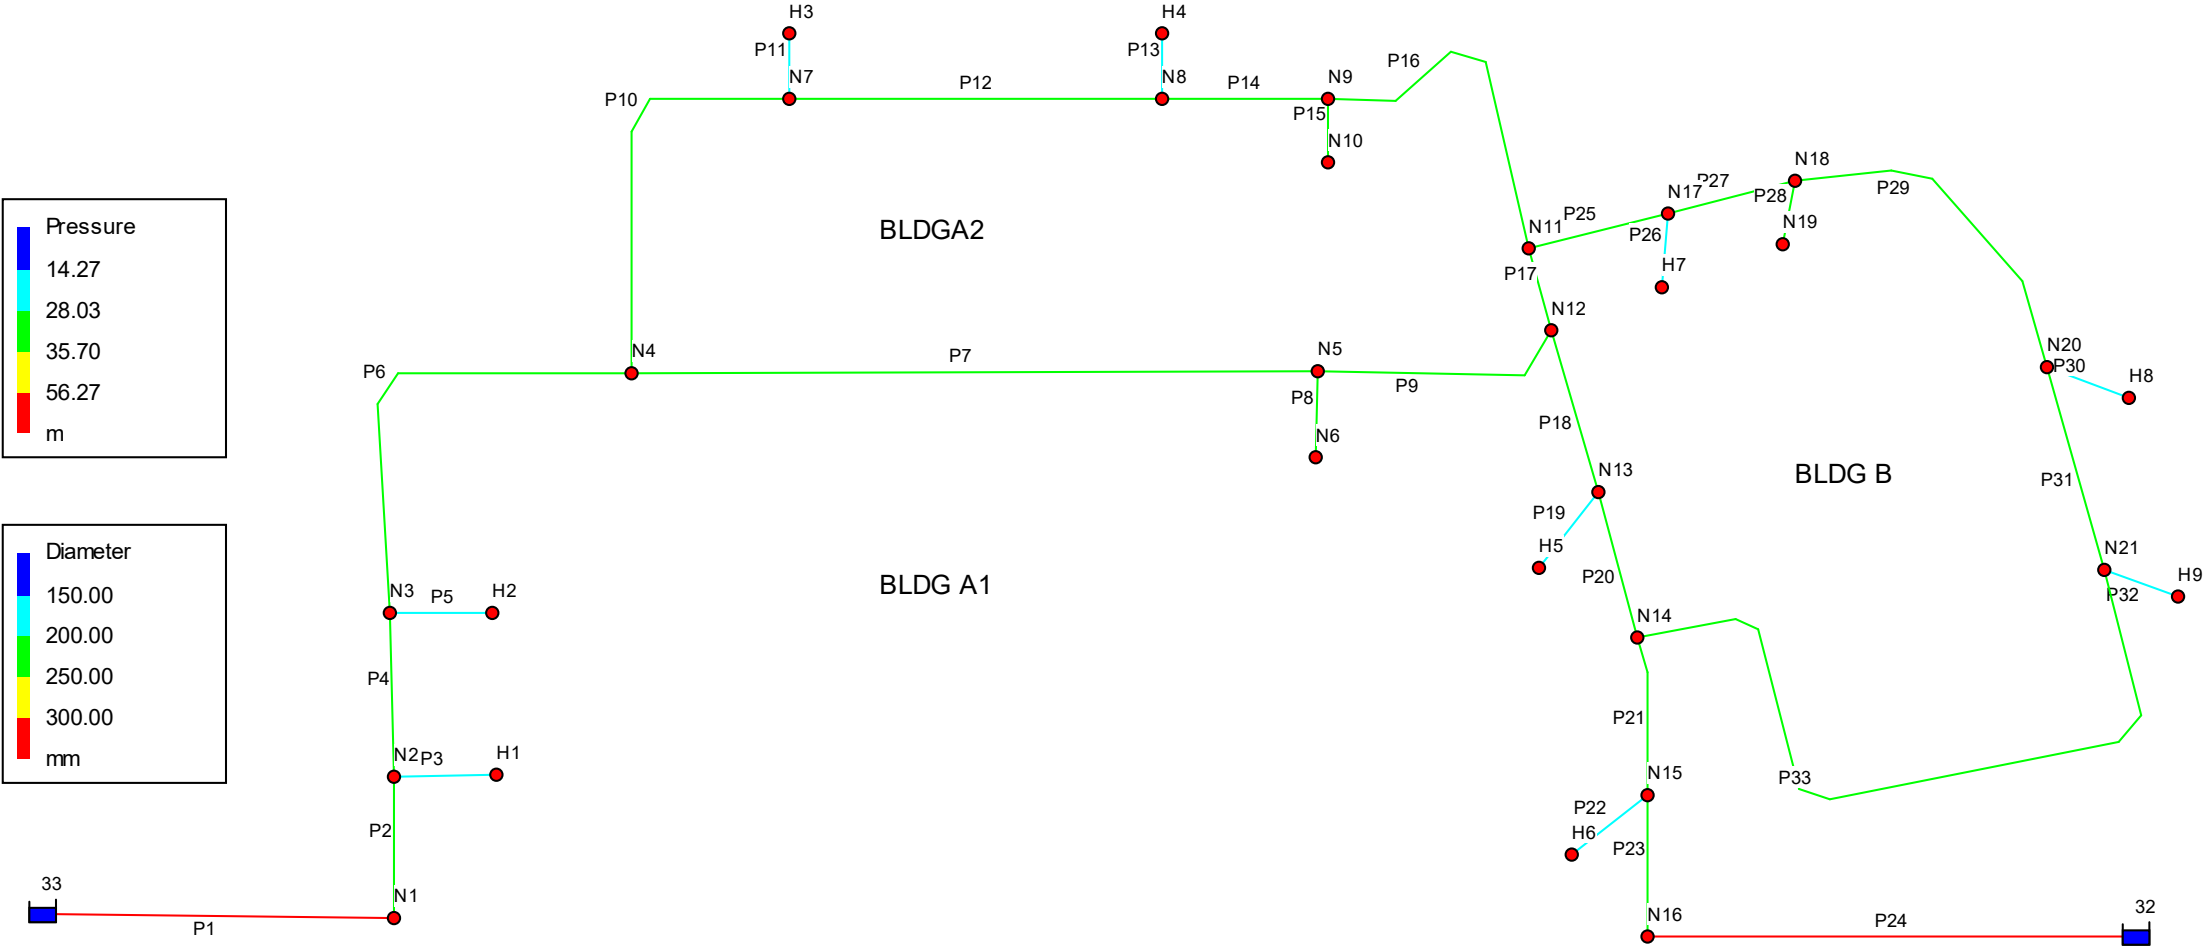 H3
H4
P11
P13
P16
N7
P12
N8
P14
N9
P10
P15
N10
N18
P27
N17
P28
P29
BLDGA2
N11
P25
P26
N19
H7
P17
N12
N4
P7
N5
N20
P30
P6
P8
P9
H8
N6
P18
N13
BLDG B
P31
P19
H5
N21
BLDG A1
P20
H9
N3
P5
H2
P32
N14
P4
P21
N2
P3
H1
N15
P33
P22
P2
H6
P23
33
N1
32
P1
N16
P24
Pressure
14.27
28.03
35.70
56.27
m
Diameter
150.00
200.00
250.00
300.00
mm